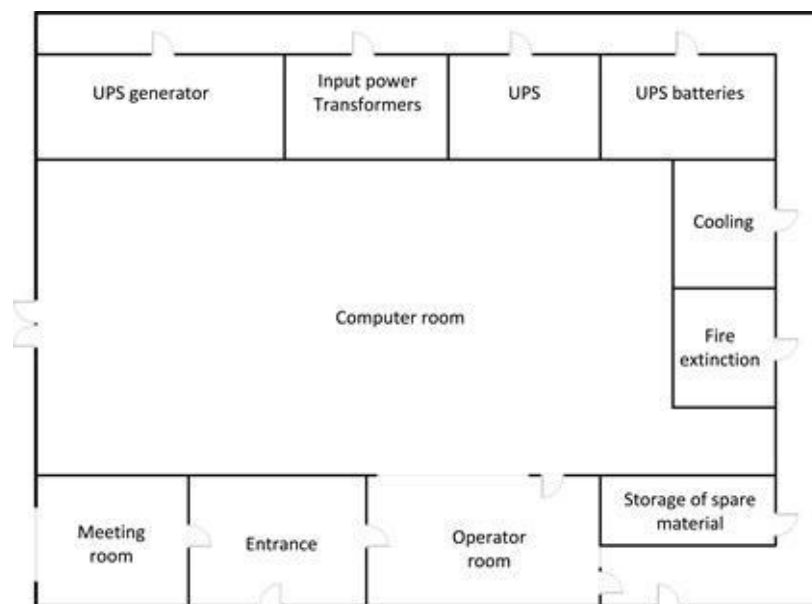 UPS generator
Input power
Transformers
UPS
UPS batteries
Cooling
Computer room
Fire
extinction
Meeting
room
Entrance
Operator
room
Storage of spare
material